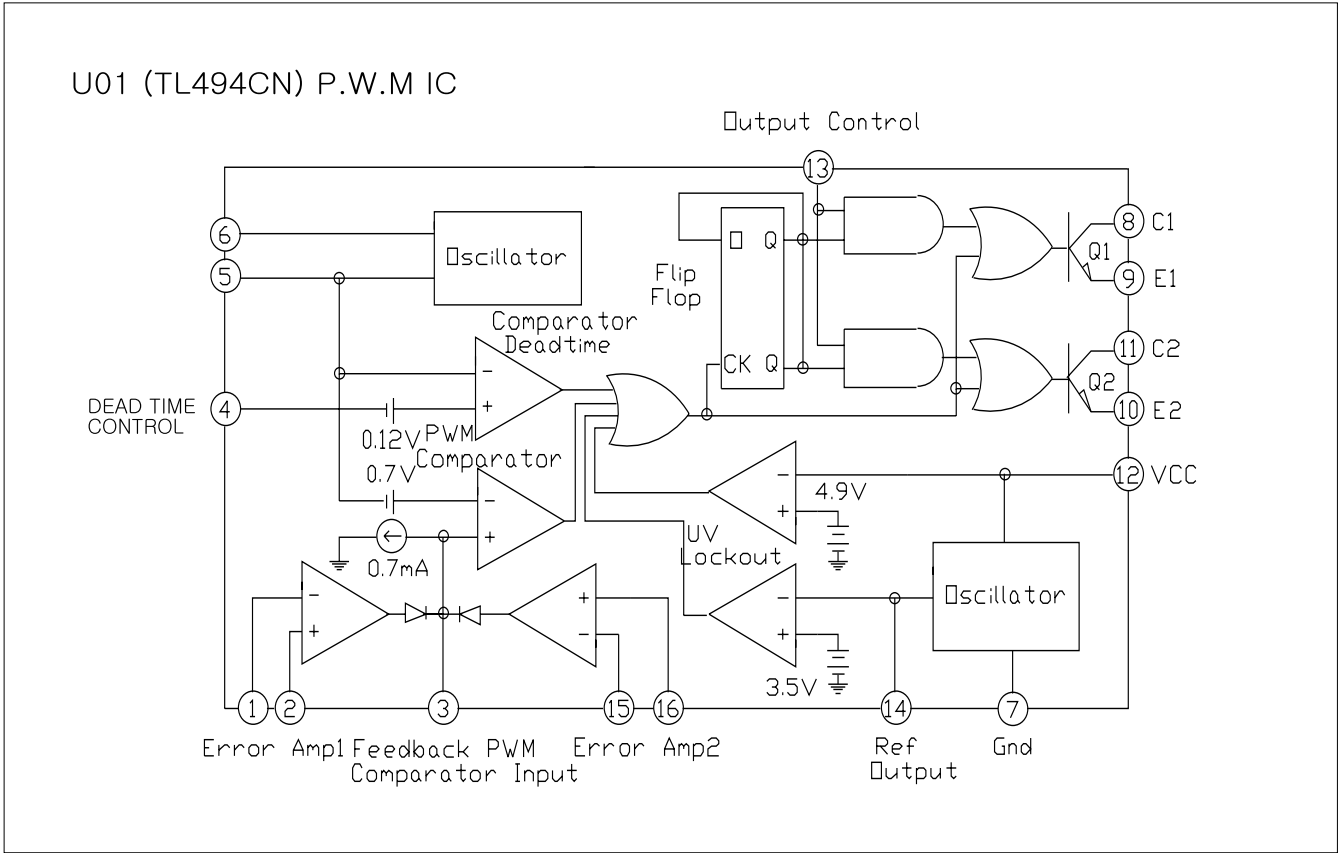 U01 (TL494CN) P.W.M IC
Output Control
13
6
5
Oscillator
Flip
Flop
D Q
CK Q
8 C1
Q1
9 E1
11 C2
Q2
10 E2
Comparator
Deadtime
-
+
DEAD TIME
CONTROL
4
0.12V
PWM
Comparator
0.7V
-
+
0.7mA
-
+
4.9V
12 VCC
UV
Lockout
-
+
3.5V
Oscillator
-
+
+
-
1
2
3
15
16
14
7
Error Amp1
Feedback PWM
Comparator Input
Error Amp2
Ref
Output
Gnd